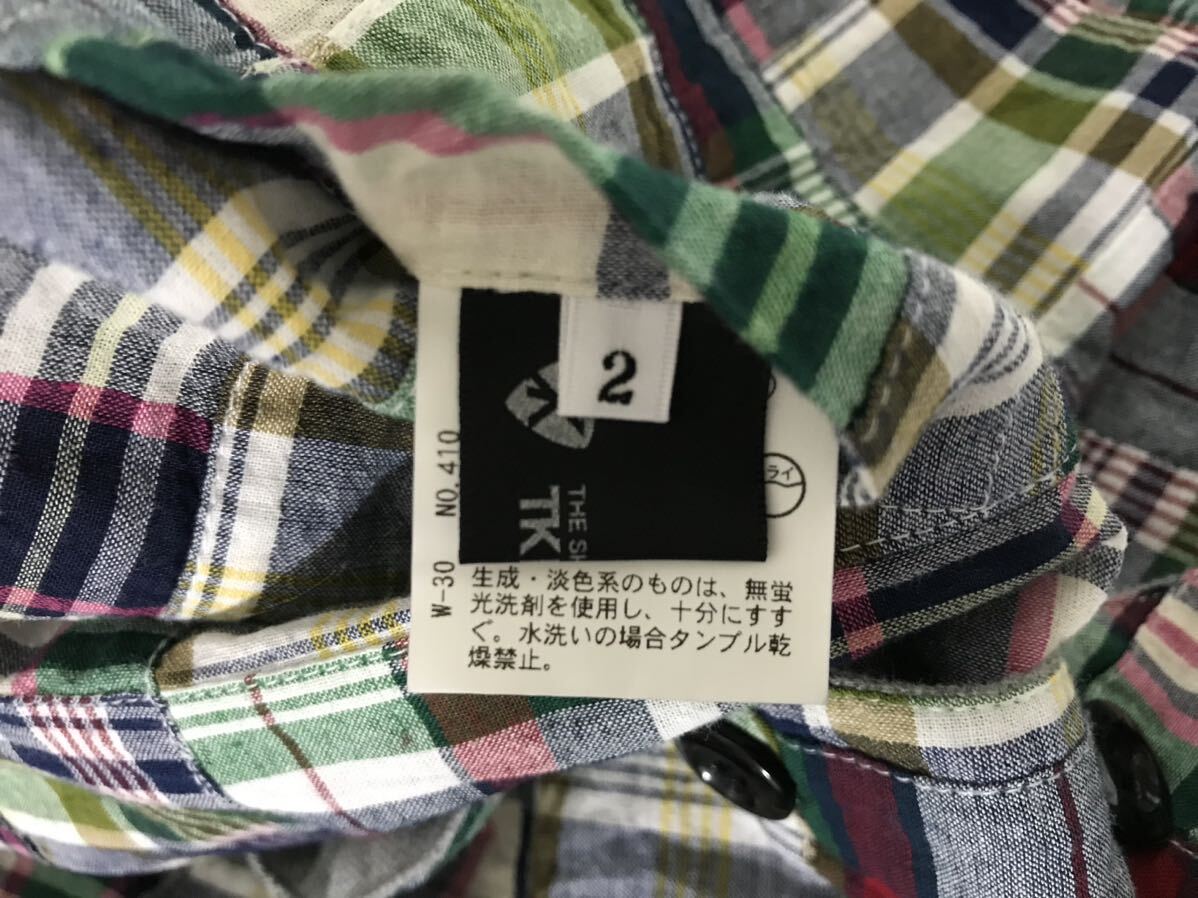 2
THE
TK
NO.410
W-30
ライ
生成・淡色系のものは、無蛍
光洗剤を使用し、十分にすす
ぐ。水洗いの場合タンブル乾
燥禁止。